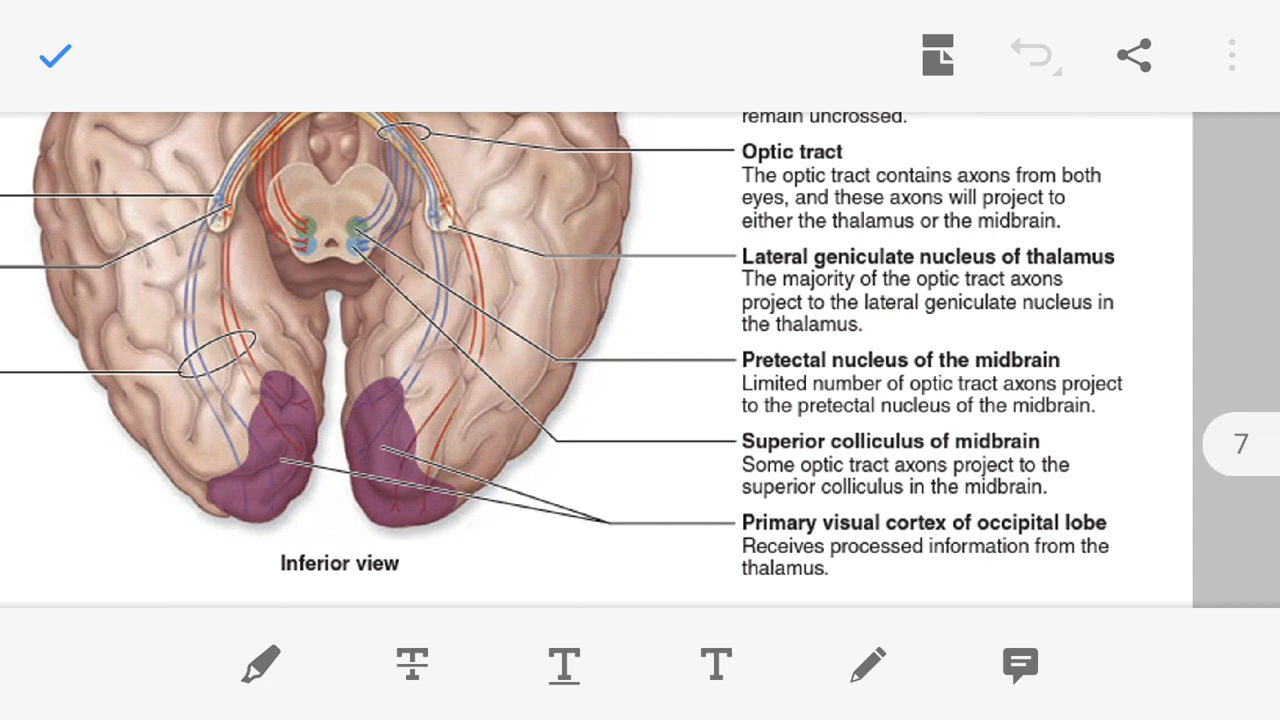 remain uncrossed.
Optic tract
The optic tract contains axons from both
eyes, and these axons will project to
either the thalamus or the midbrain.
Lateral geniculate nucleus of thalamus
The majority of the optic tract axons
project to the lateral geniculate nucleus in
the thalamus.
Pretectal nucleus of the midbrain
Limited number of optic tract axons project
to the pretectal nucleus of the midbrain.
Superior colliculus of midbrain
Some optic tract axons project to the
superior colliculus in the midbrain.
Primary visual cortex of occipital lobe
Receives processed information from the
thalamus.
Inferior view
7